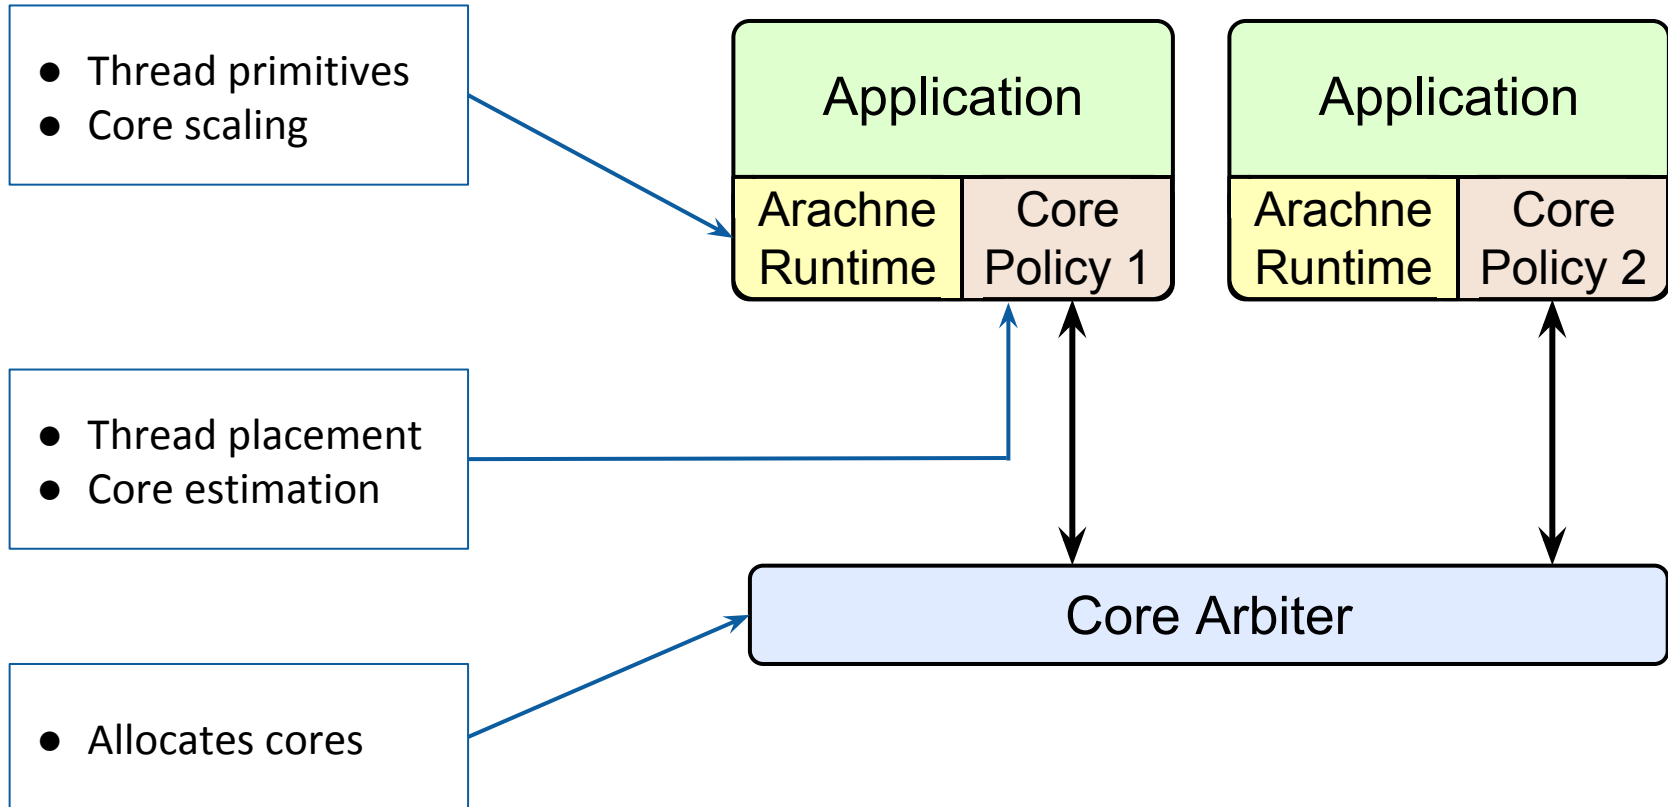 ● Thread primitives
● Core scaling
Application
Arachne
Runtime
Core
Policy 1
Application
Arachne
Runtime
Core
Policy 2
● Thread placement
● Core estimation
Core Arbiter
● Allocates cores